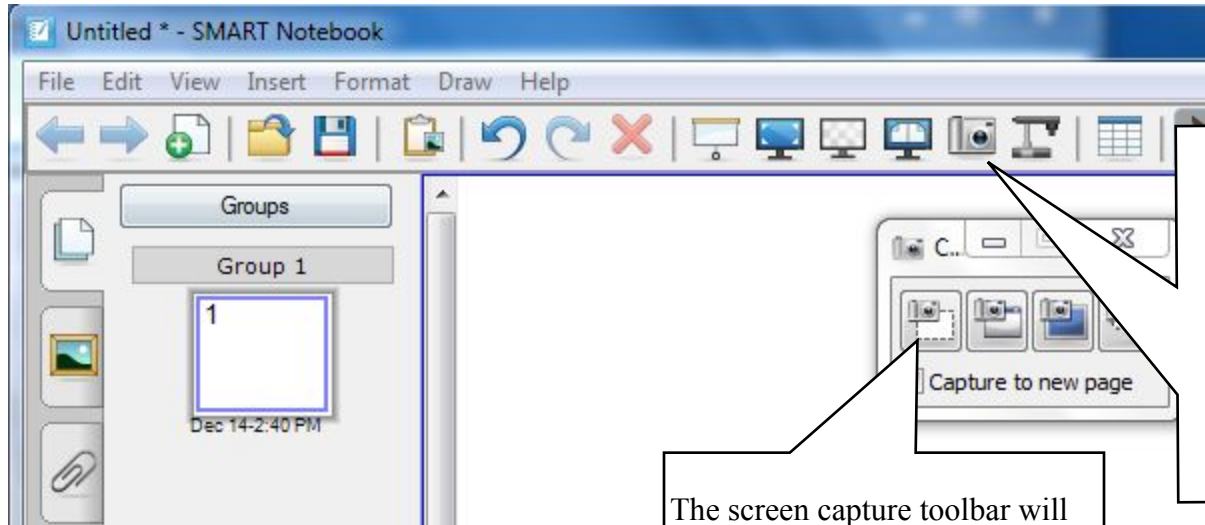 Untitled * - SMART Notebook
File Edit View Insert Format Draw Help
Groups
Group 1
1
Dec 14-2:40 PM
C...
Capture to new page
The screen capture toolbar will